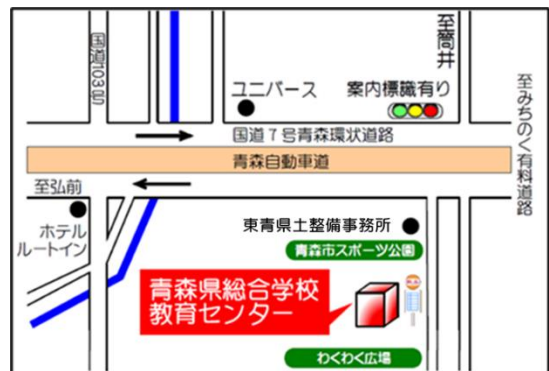 国道103号
至筒井
ユニバース
案内標識有り
至みちのく有料道路
国道7号青森環状道路
青森自動車道
至弘前
ホテル
ルートイン
東青県土整備事務所
青森市スポーツ公園
青森県総合学校
教育センター
わくわく広場